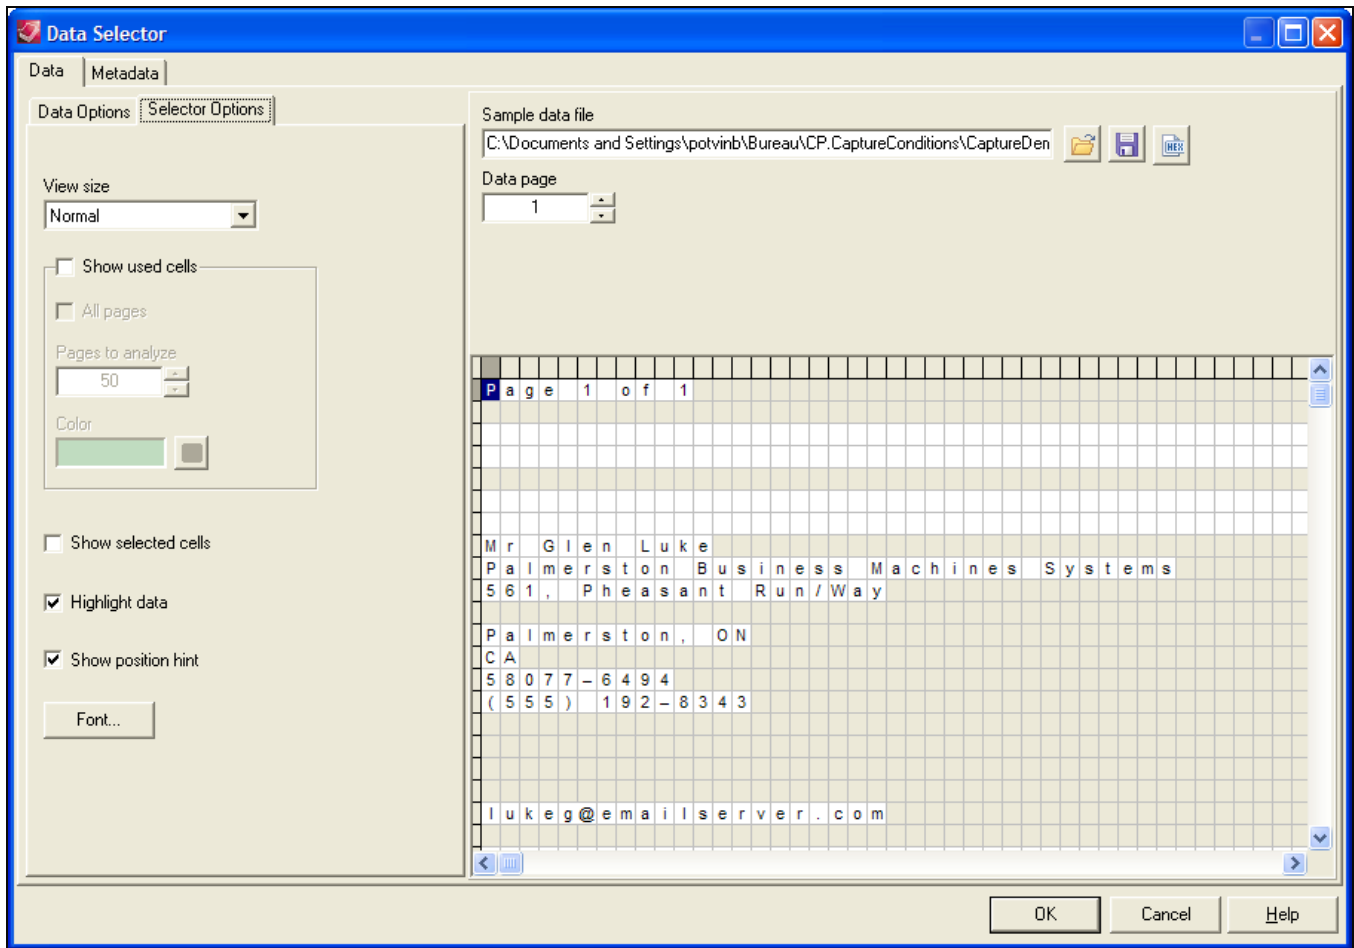 Data Selector
Data
Metadata
Data Options
Selector Options
View size
Normal
Show used cells
All pages
Pages to analyze
50
Color
Show selected cells
Highlight data
Show position hint
Font...
Sample data file
C:\Documents and Settings\potvinb\Bureau\CP.CaptureConditions\CaptureDen
HEX
Data page
1
Page 1 of 1
Mr Glen Luke
Palmerston Business Machines Systems
561, Pheasant Run/Way
Palmerston, ON
CA
58077-6494
(555) 192-8343
lukeg@emailserver.com
OK
Cancel
Help